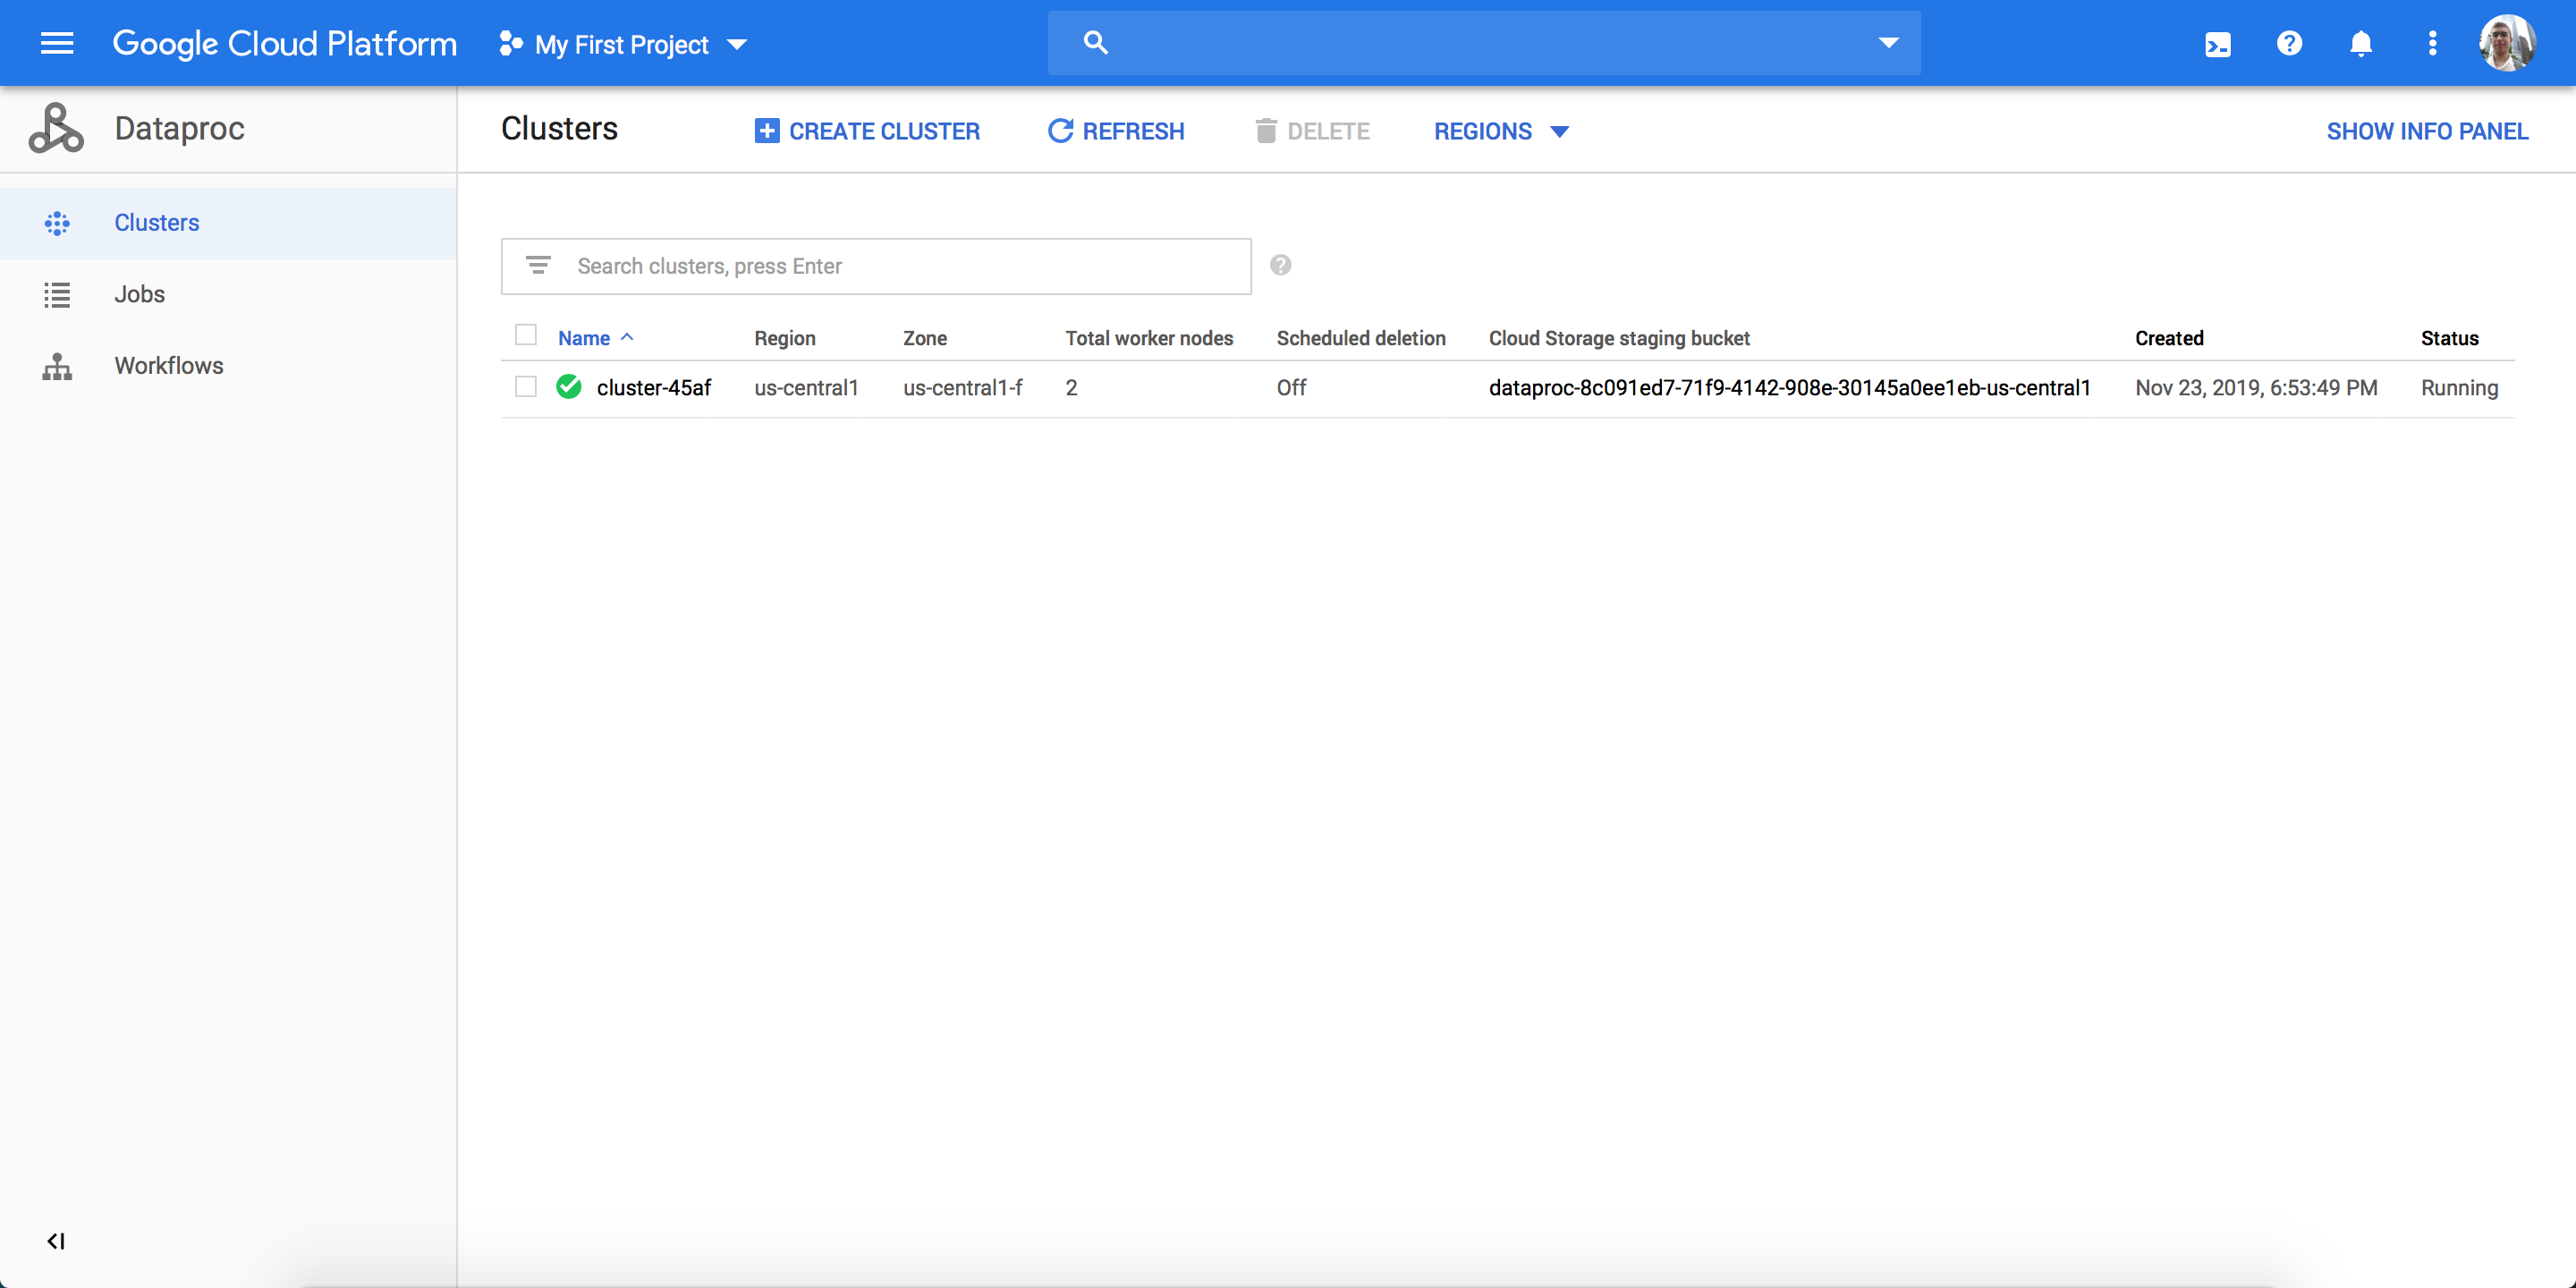 Google Cloud Platform My First Project
Dataproc
Clusters CREATE CLUSTER REFRESH DELETE REGIONS SHOW INFO PANEL
Clusters
Jobs
Workflows
Search clusters, press Enter
Name Region Zone Total worker nodes Scheduled deletion Cloud Storage staging bucket Created Status
cluster-45af us-central1 us-central1-f 2 Off dataproc-8c091ed7-71f9-4142-908e-30145a0ee1eb-us-central1 Nov 23, 2019, 6:53:49 PM Running